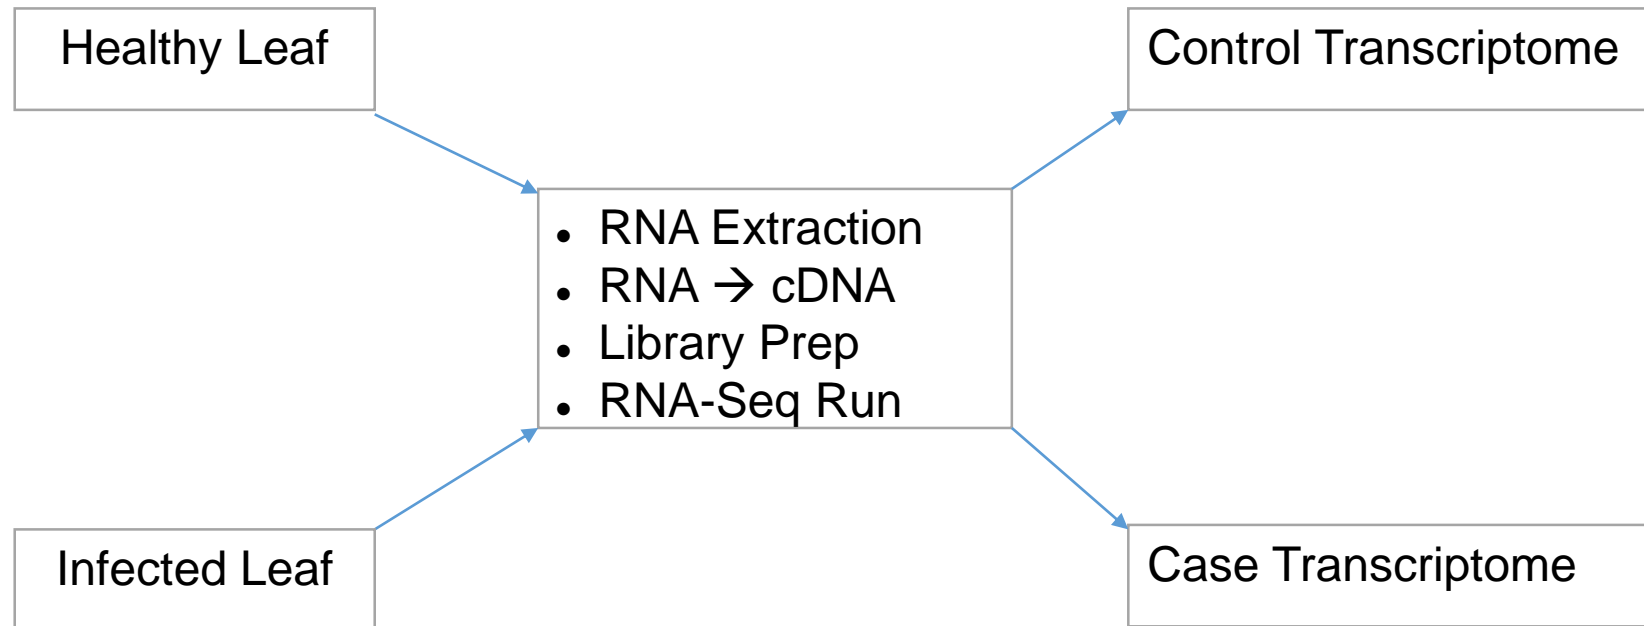 Healthy Leaf
Control Transcriptome
• RNA Extraction
• RNA → cDNA
• Library Prep
• RNA-Seq Run
Infected Leaf
Case Transcriptome